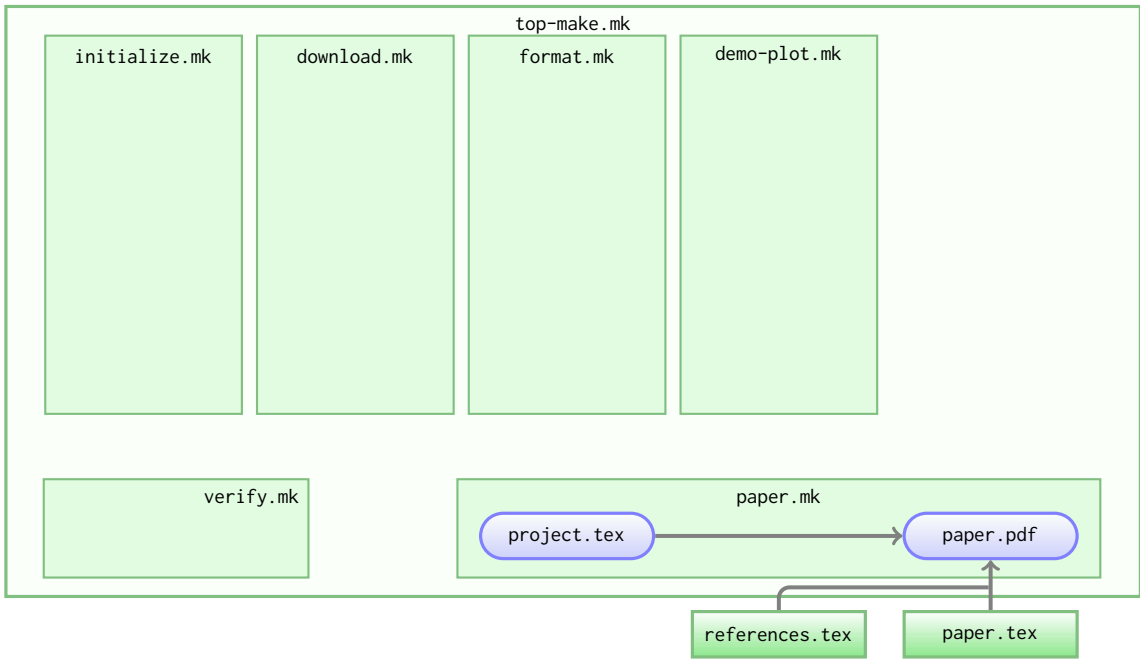 top-make.mk
initialize.mk
download.mk
format.mk
demo-plot.mk
verify.mk
paper.mk
project.tex
paper.pdf
references.tex
paper.tex